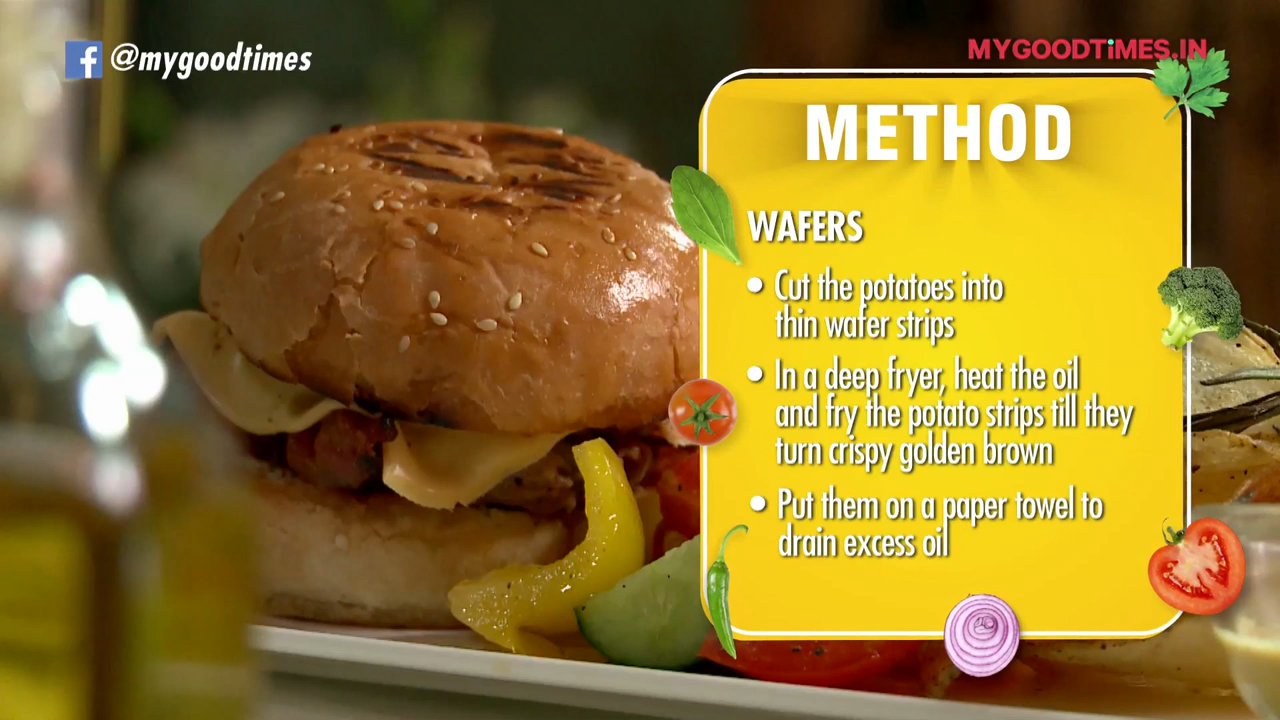 @mygoodtimes
MYGOODTiMES.IN
METHOD
WAFERS
• Cut the potatoes into
thin wafer strips
• In a deep fryer, heat the oil
and fry the potato strips till they
turn crispy golden brown
• Put them on a paper towel to
drain excess oil